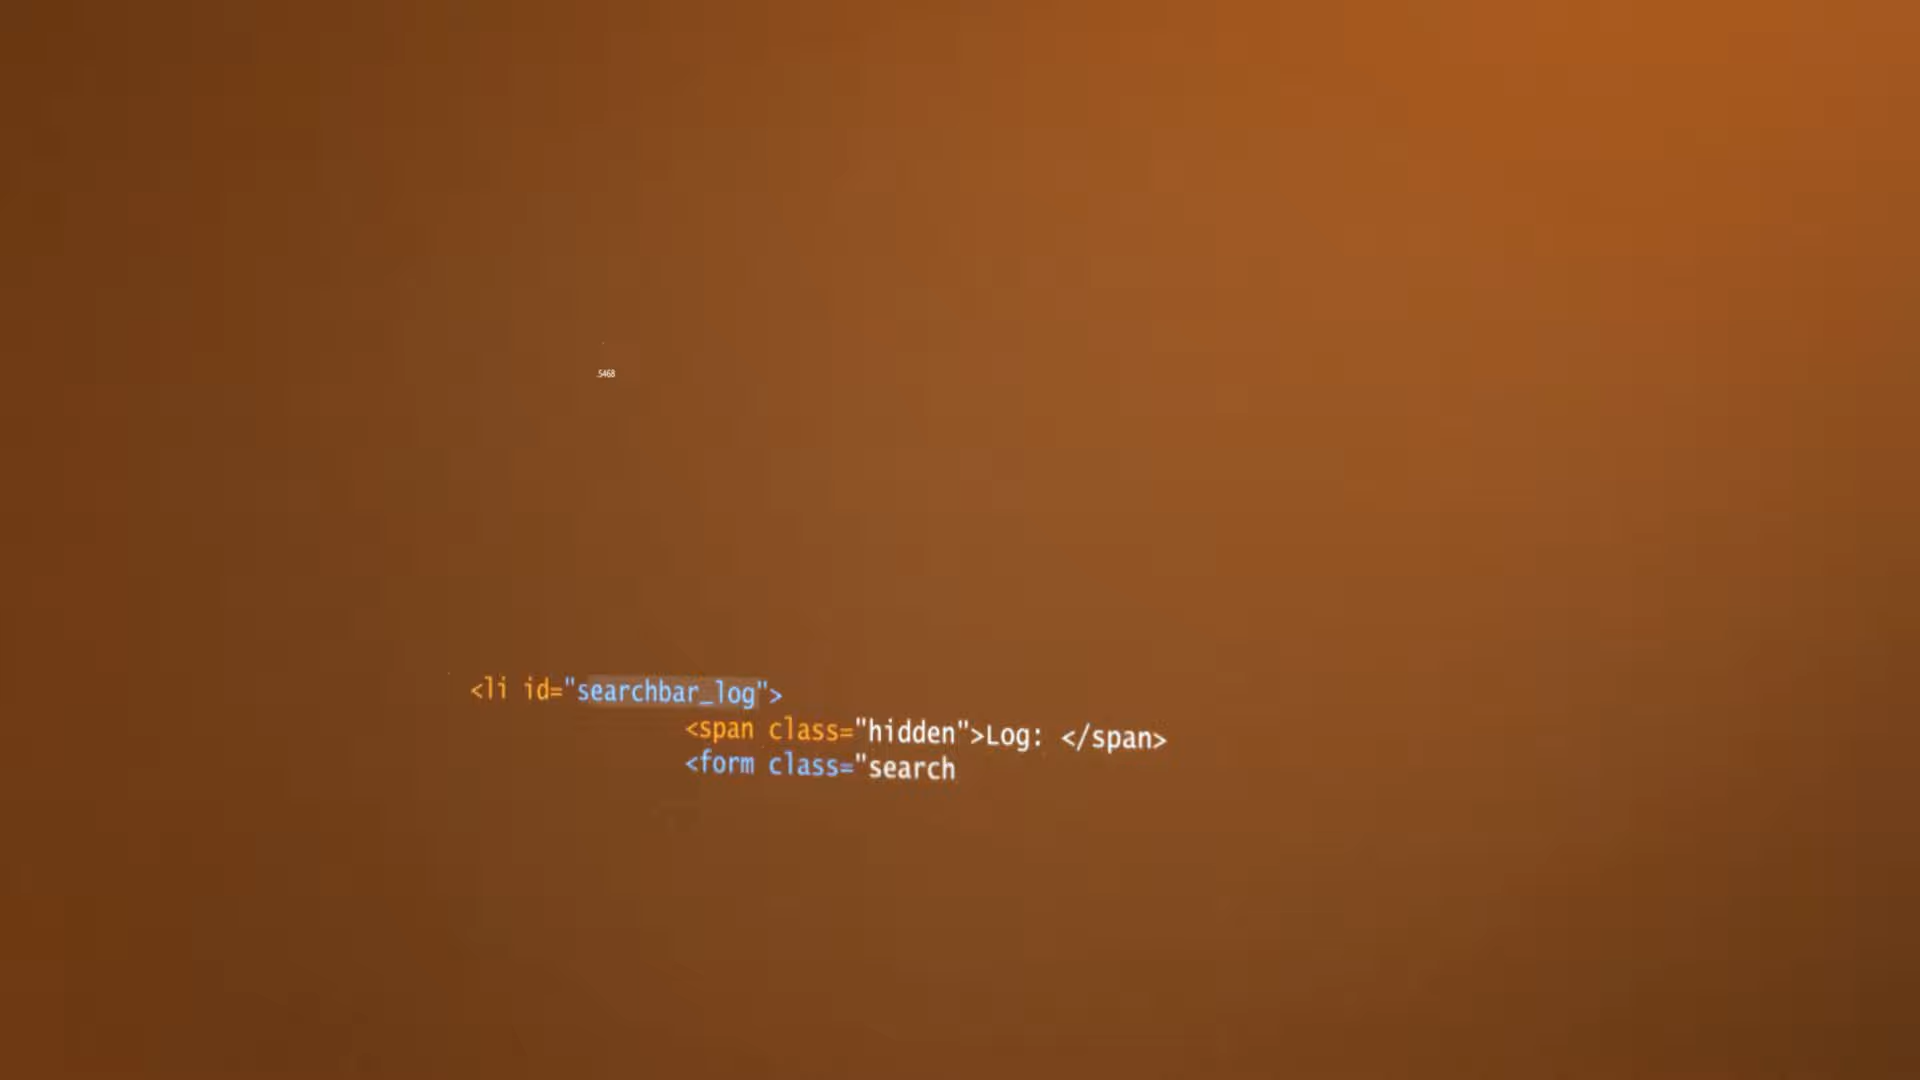 .5468
<li id="searchbar_log">
<span class="hidden">Log: </span>
<form class="search